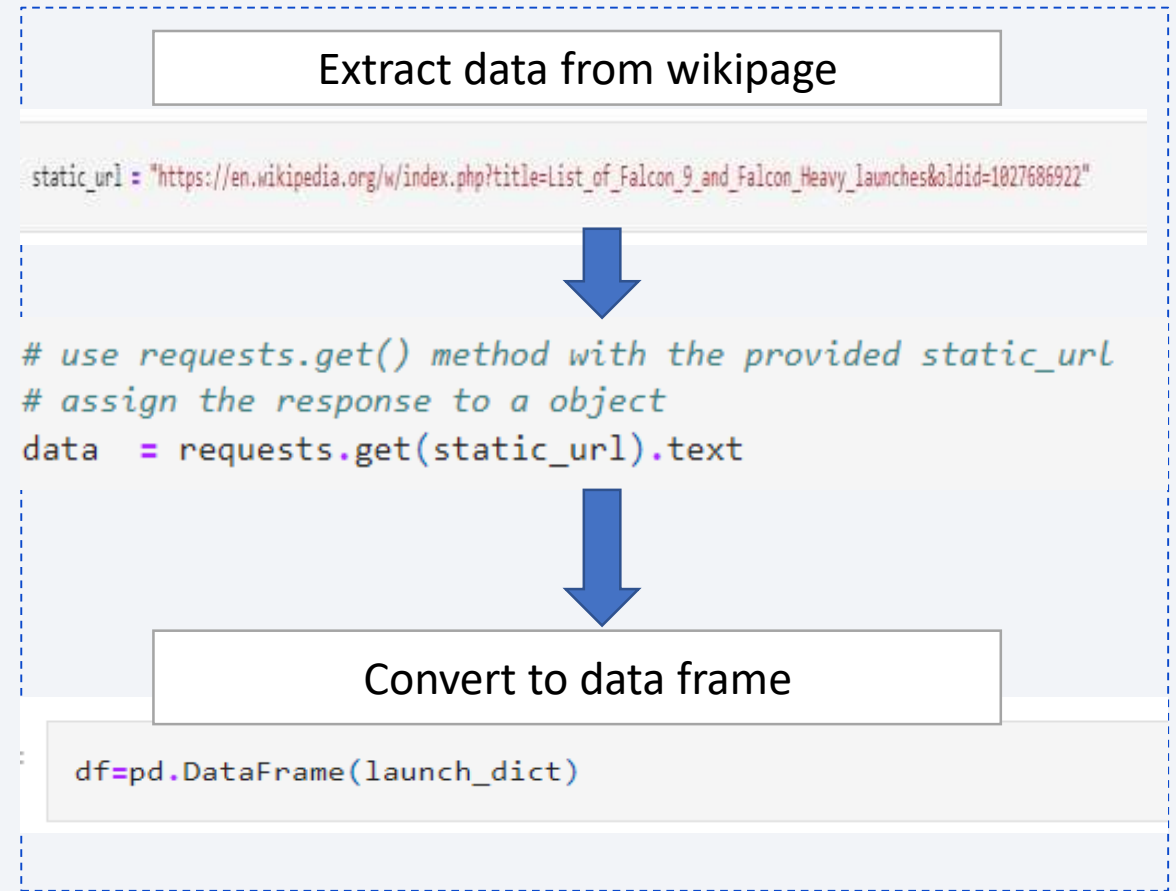 Extract data from wikipage
static_url = "https://en.wikipedia.org/w/index.php?title=List_of_Falcon_9_and_Falcon_Heavy_launches&oldid=1027686922"
# use requests.get() method with the provided static_url
# assign the response to a object
data  = requests.get(static_url).text
Convert to data frame
df=pd.DataFrame(launch_dict)